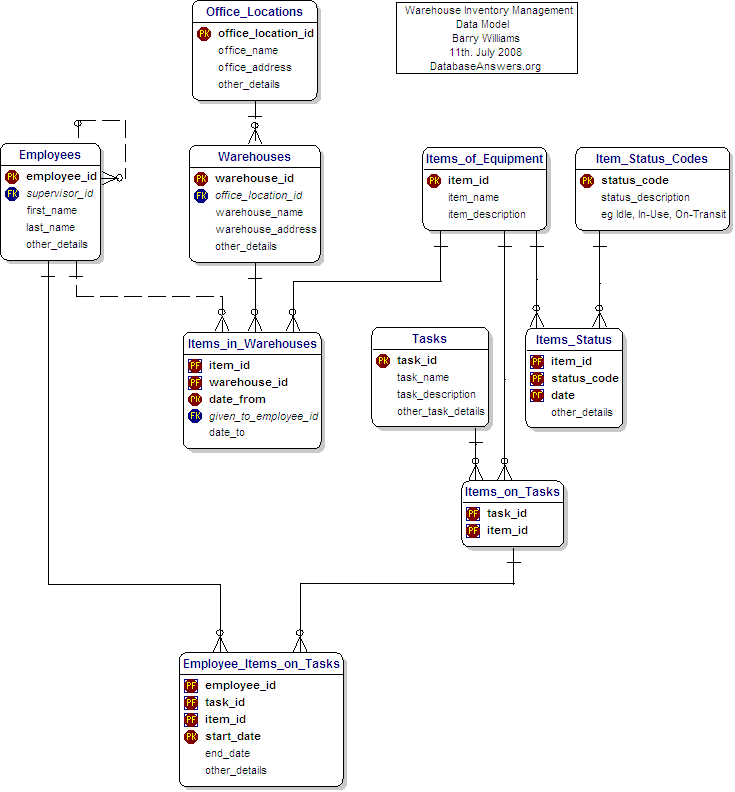 Office_Locations
PK office_location_id
office_name
office_address
other_details
Warehouse Inventory Management
Data Model
Barry Williams
11th. July 2008
DatabaseAnswers.org
Employees
PK employee_id
FK supervisor_id
first_name
last_name
other_details
Warehouses
PK warehouse_id
FK office_location_id
warehouse_name
warehouse_address
other_details
Items_of_Equipment
PK item_id
item_name
item_description
Item_Status_Codes
PK status_code
status_description
eg Idle, In-Use, On-Transit
Items_in_Warehouses
PF item_id
PF warehouse_id
PK date_from
FK given_to_employee_id
date_to
Tasks
PK task_id
task_name
task_description
other_task_details
Items_Status
PF item_id
PF status_code
PF date
other_details
Items_on_Tasks
PF task_id
PF item_id
Employee_Items_on_Tasks
PF employee_id
PF task_id
PF item_id
PK start_date
end_date
other_details